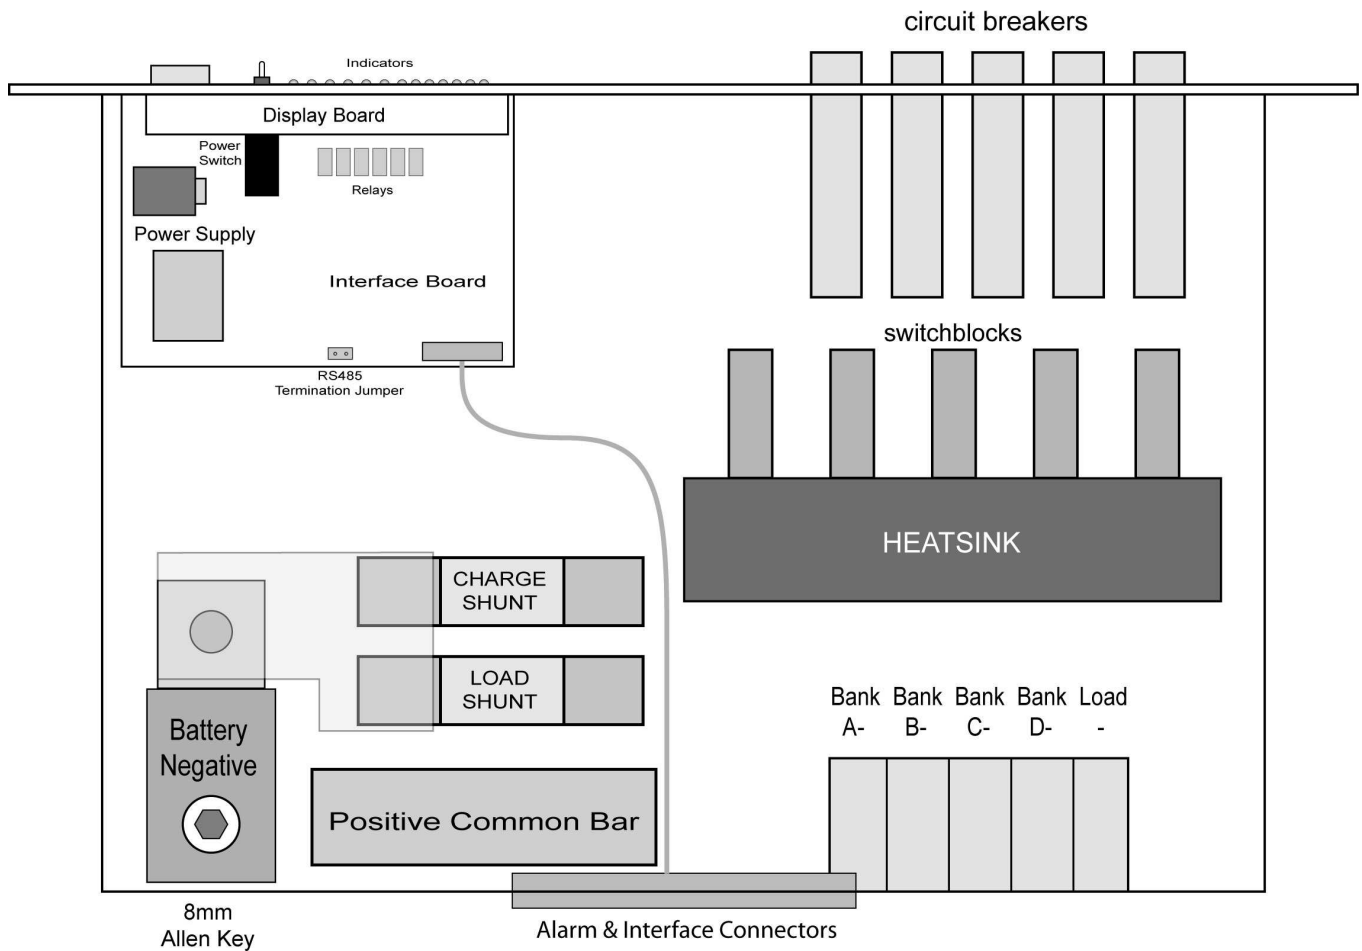 circuit breakers
Indicators
Display Board
Power
Switch
Relays
Power Supply
Interface Board
switchblocks
RS485
Termination Jumper
HEATSINK
CHARGE
SHUNT
LOAD
SHUNT
Bank Bank Bank Bank Load
A- B- C- D- -
Battery
Negative
Positive Common Bar
8mm
Allen Key
Alarm & Interface Connectors